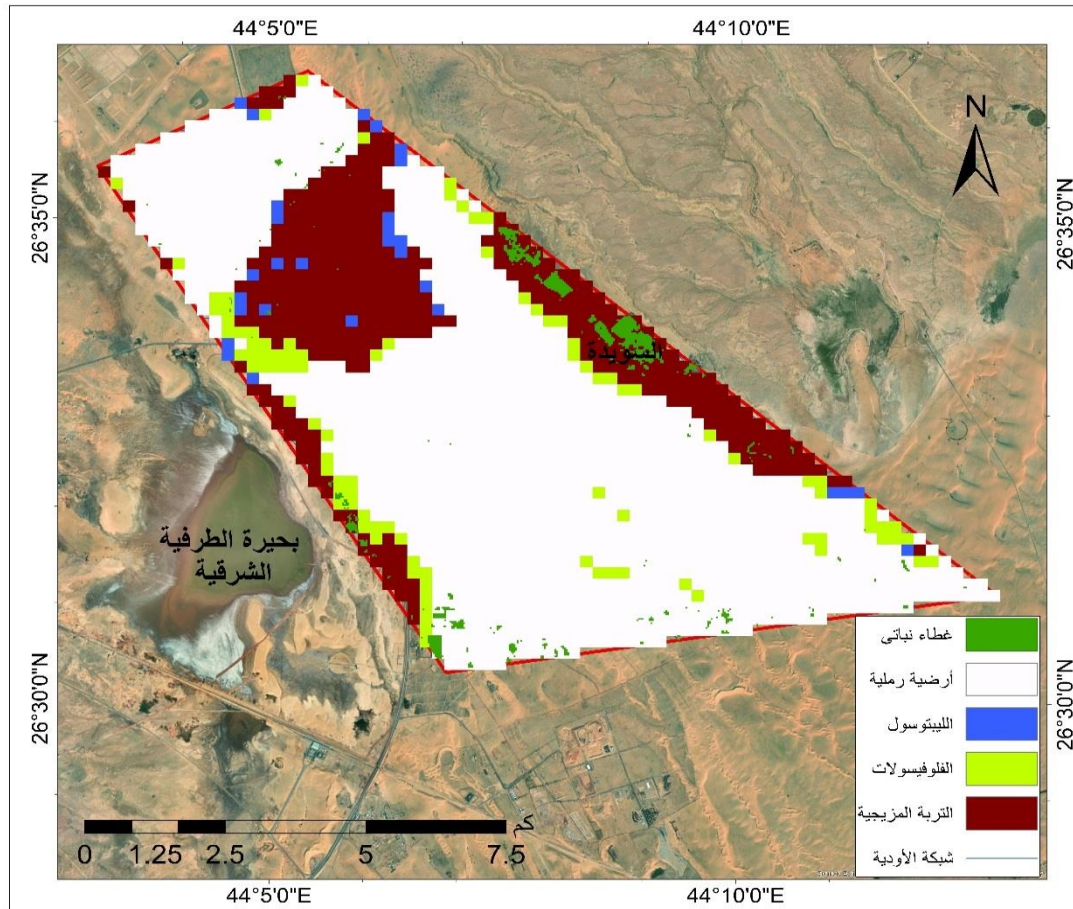 44°5'0"E
44°10'0"E
N
26°35'0"N
26°35'0"N
السويدة
بحيرة الطرفية
الشرقية
26°30'0"N
26°30'0"N
غطاء نباتى
أرضية رملية
الليبتوسول
الفلوفيسولات
التربة المزيجية
شبكة الأودية
كم
0 1.25 2.5 5 7.5
44°5'0"E
44°10'0"E